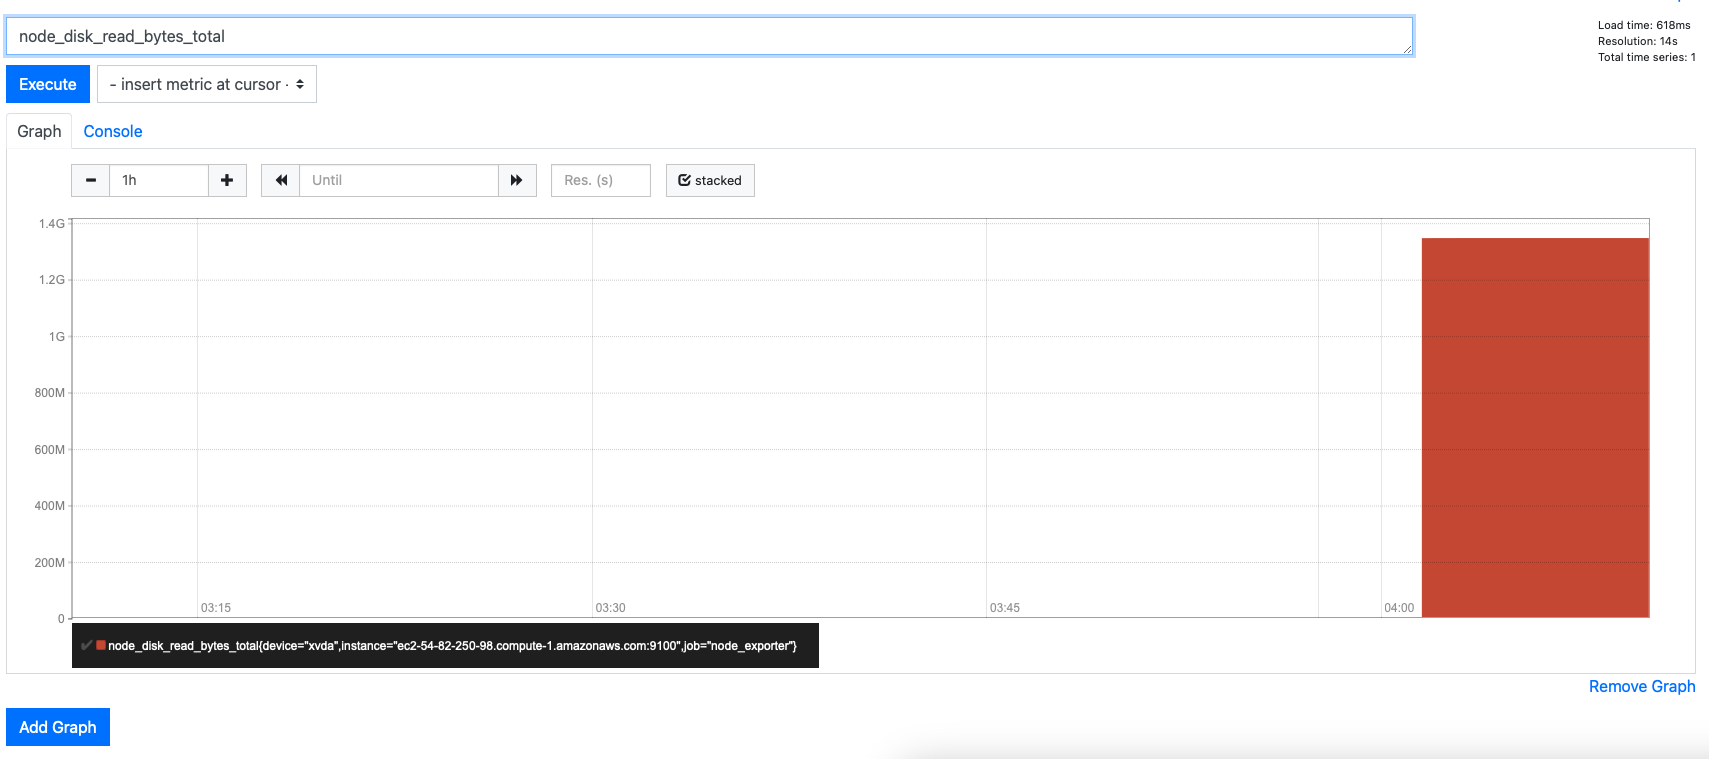 node_disk_read_bytes_total
Load time: 618ms
Resolution: 14s
Total time series: 1
Execute
- insert metric at cursor -
Graph
Console
1h
Until
Res. (s)
stacked
1.4G
1.2G
1G
800M
600M
400M
200M
0
03:15
03:30
03:45
04:00
node_disk_read_bytes_total{device="xvda",instance="ec2-54-82-250-98.compute-1.amazonaws.com:9100",job="node_exporter"}
Remove Graph
Add Graph